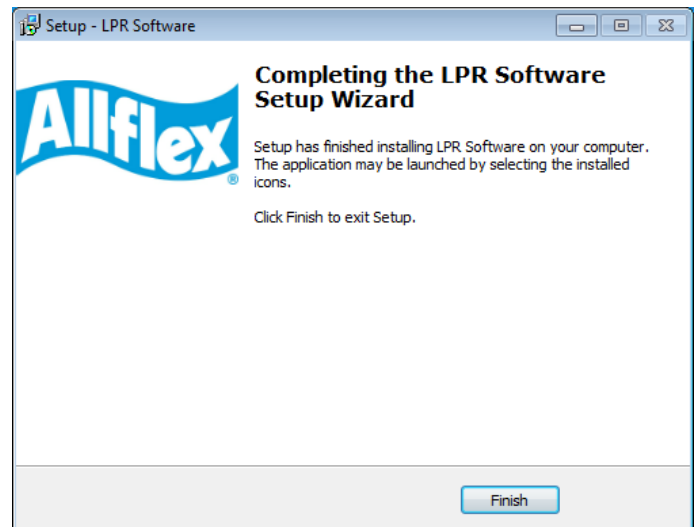 Setup - LPR Software
Allflex
®
Completing the LPR Software
Setup Wizard
Setup has finished installing LPR Software on your computer.
The application may be launched by selecting the installed
icons.
Click Finish to exit Setup.
Finish